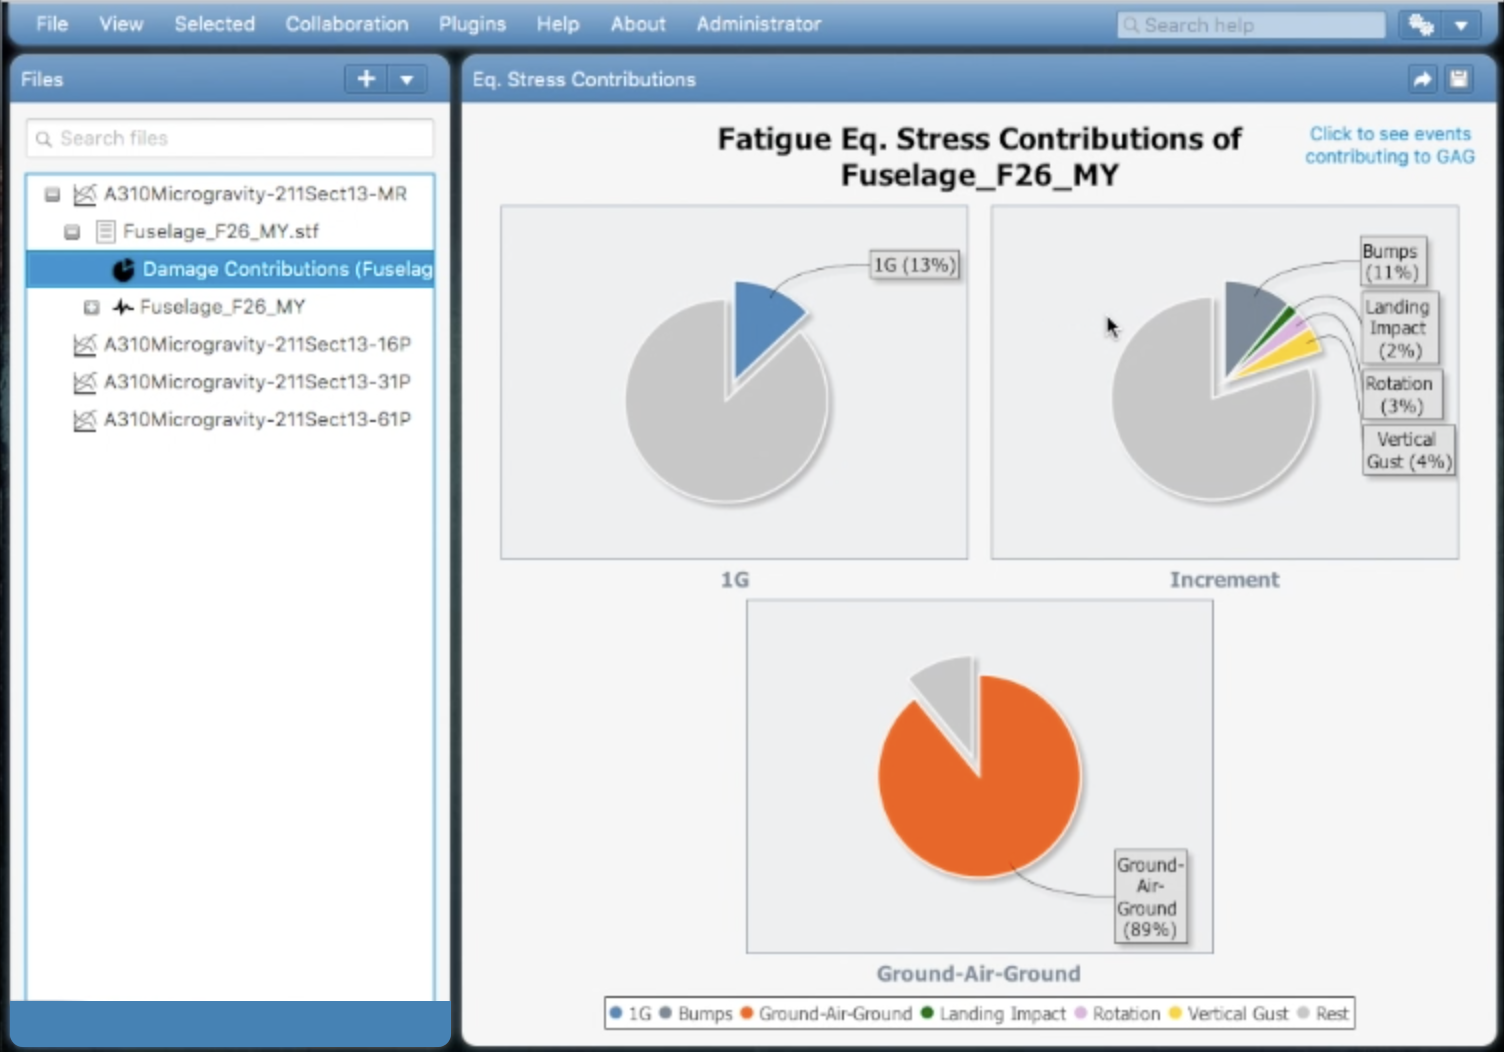 File View Selected Collaboration Plugins Help About Administrator Search help
Files
Search files
A310Microgravity-211Sect13-MR
Fuselage_F26_MY.stf
Damage Contributions (Fuselag
Fuselage_F26_MY
A310Microgravity-211Sect13-16P
A310Microgravity-211Sect13-31P
A310Microgravity-211Sect13-61P
Eq. Stress Contributions
Fatigue Eq. Stress Contributions of
Fuselage_F26_MY
Click to see events
contributing to GAG
1G (13%)
1G
Bumps
(11%)
Landing
Impact
(2%)
Rotation
(3%)
Vertical
Gust (4%)
Increment
Ground-
Air-
Ground
(89%)
Ground-Air-Ground
1G Bumps Ground-Air-Ground Landing Impact Rotation Vertical Gust Rest